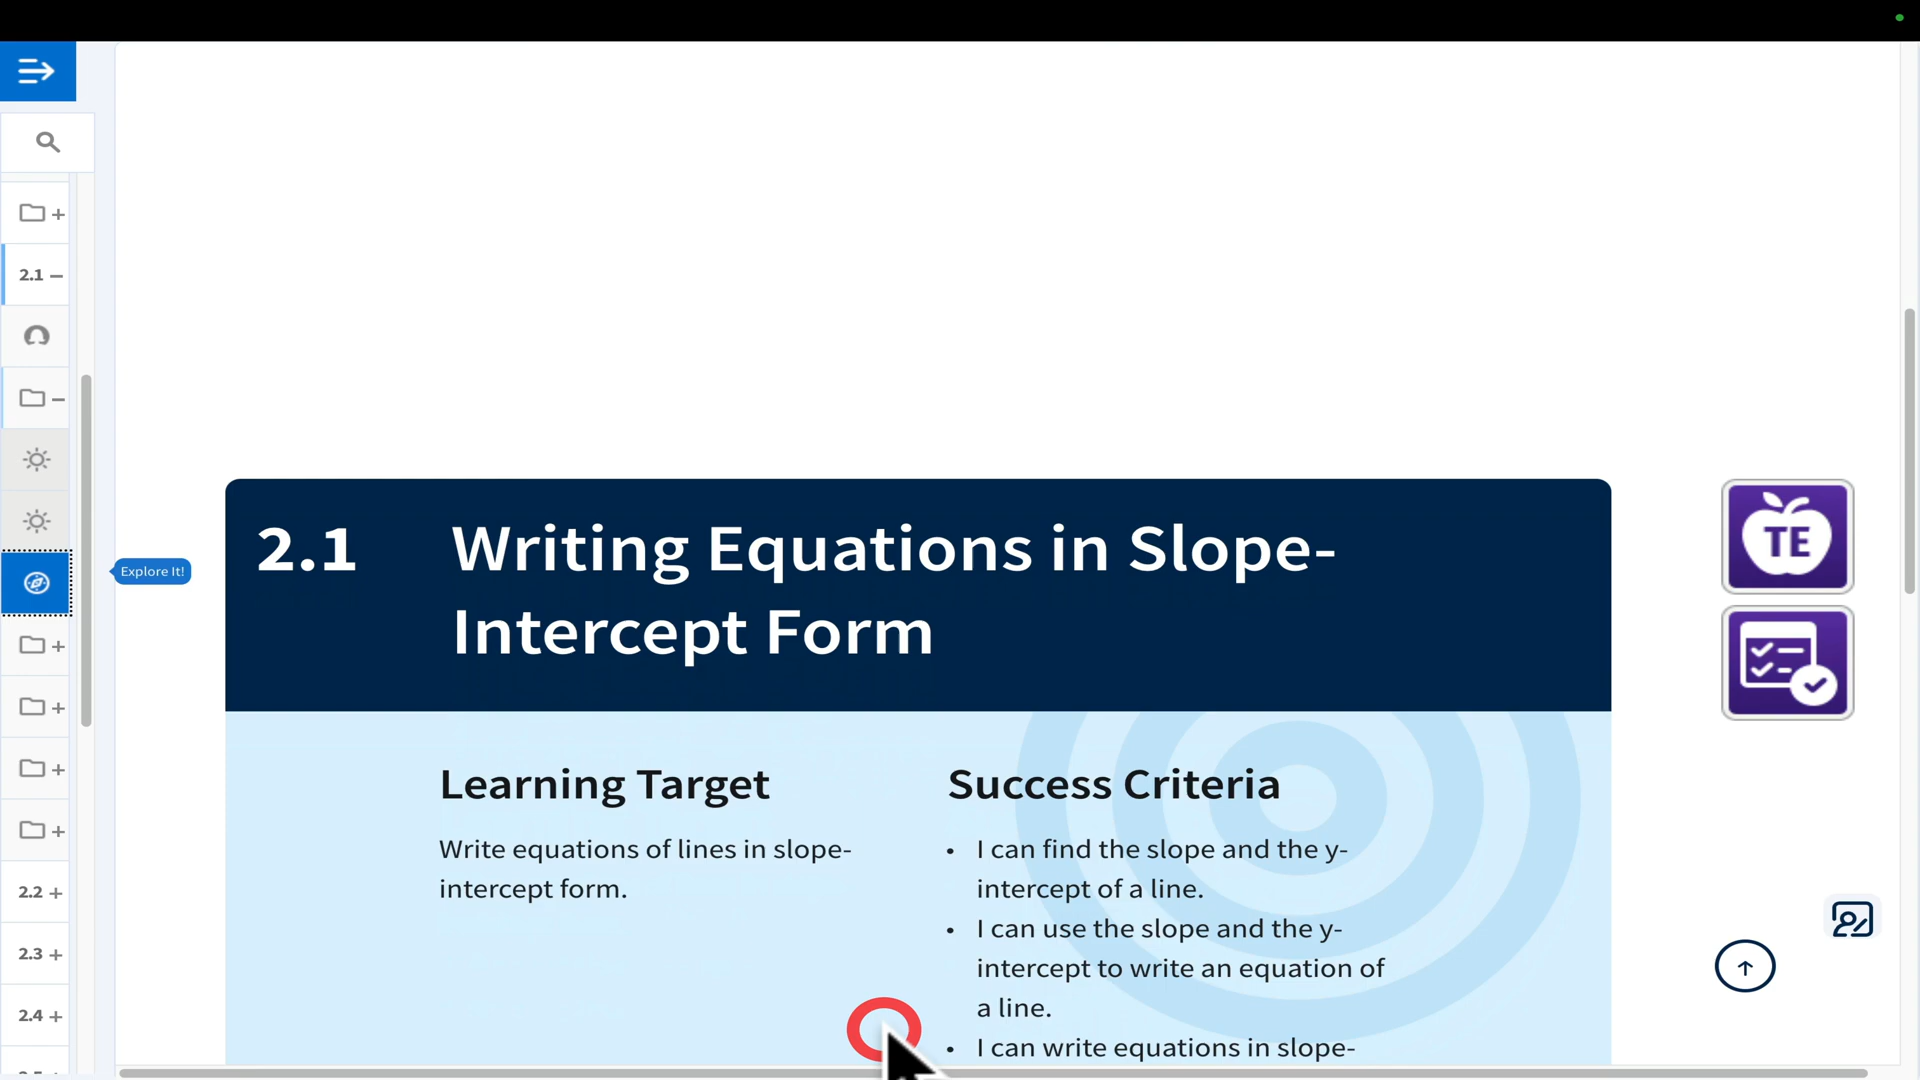 2.1
Explore It!
2.2
2.3
2.4
2.1 Writing Equations in Slope-
Intercept Form
TE
Learning Target
Write equations of lines in slope-
intercept form.
Success Criteria
• I can find the slope and the y-
intercept of a line.
• I can use the slope and the y-
intercept to write an equation of
a line.
• I can write equations in slope-